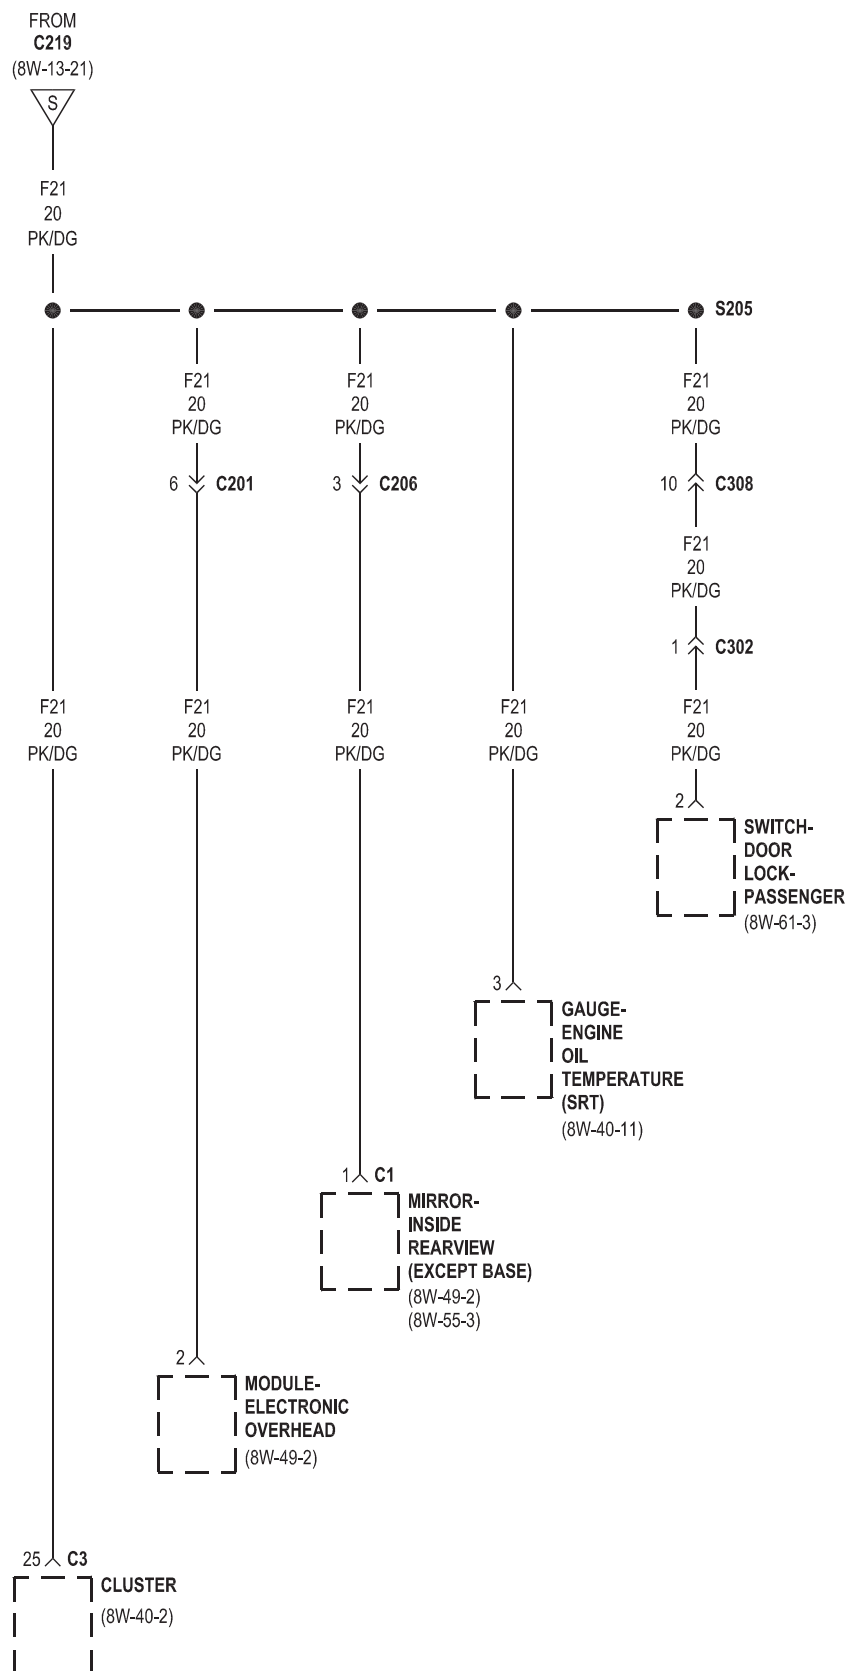 FROM
C219
(8W-13-21)
S
F21
20
PK/DG
S205
F21
20
PK/DG
F21
20
PK/DG
F21
20
PK/DG
6
C201
3
C206
10
C308
F21
20
PK/DG
1
C302
F21
20
PK/DG
F21
20
PK/DG
F21
20
PK/DG
F21
20
PK/DG
F21
20
PK/DG
2
SWITCH-
DOOR
LOCK-
PASSENGER
(8W-61-3)
3
GAUGE-
ENGINE
OIL
TEMPERATURE
(SRT)
(8W-40-11)
1
C1
MIRROR-
INSIDE
REARVIEW
(EXCEPT BASE)
(8W-49-2)
(8W-55-3)
2
MODULE-
ELECTRONIC
OVERHEAD
(8W-49-2)
25
C3
CLUSTER
(8W-40-2)